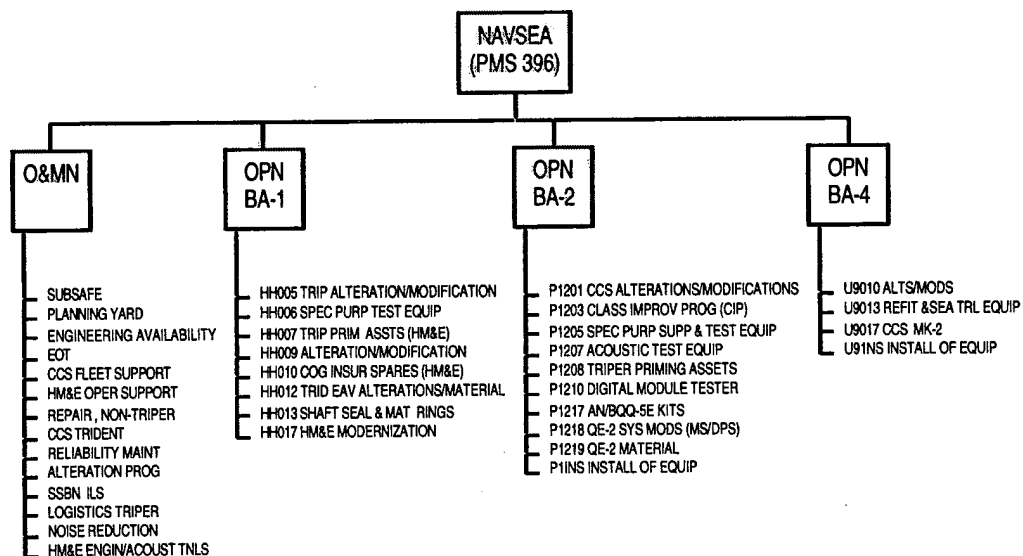 NAVSEA
(PMS 396)
O&MN
SUBSAFE
PLANNING YARD
ENGINEERING AVAILABILITY
EOT
CCS FLEET SUPPORT
HM&E OPER SUPPORT
REPAIR, NON-TRIPER
CCS TRIDENT
RELIABILITY MAINT
ALTERATION PROG
SSBN ILS
LOGISTICS TRIPER
NOISE REDUCTION
HM&E ENGIN/ACOUST TNLS
OPN
BA-1
HH005 TRIP ALTERATION/MODIFICATION
HH006 SPEC PURP TEST EQUIP
HH007 TRIP PRIM ASSTS (HM&E)
HH009 ALTERATION/MODIFICATION
HH010 COG INSUR SPARES (HM&E)
HH012 TRID EAV ALTERATIONS/MATERIAL
HH013 SHAFT SEAL & MAT RINGS
HH017 HM&E MODERNIZATION
OPN
BA-2
P1201 CCS ALTERATIONS/MODIFICATIONS
P1203 CLASS IMPROV PROG (CIP)
P1205 SPEC PURP SUPP & TEST EQUIP
P1207 ACOUSTIC TEST EQUIP
P1208 TRIPER PRIMING ASSETS
P1210 DIGITAL MODULE TESTER
P1217 AN/BQQ-5E KITS
P1218 QE-2 SYS MODS (MS/DPS)
P1219 QE-2 MATERIAL
P1INS INSTALL OF EQUIP
OPN
BA-4
U9010 ALTS/MODS
U9013 REFIT &SEA TRL EQUIP
U9017 CCS MK-2
U91NS INSTALL OF EQUIP